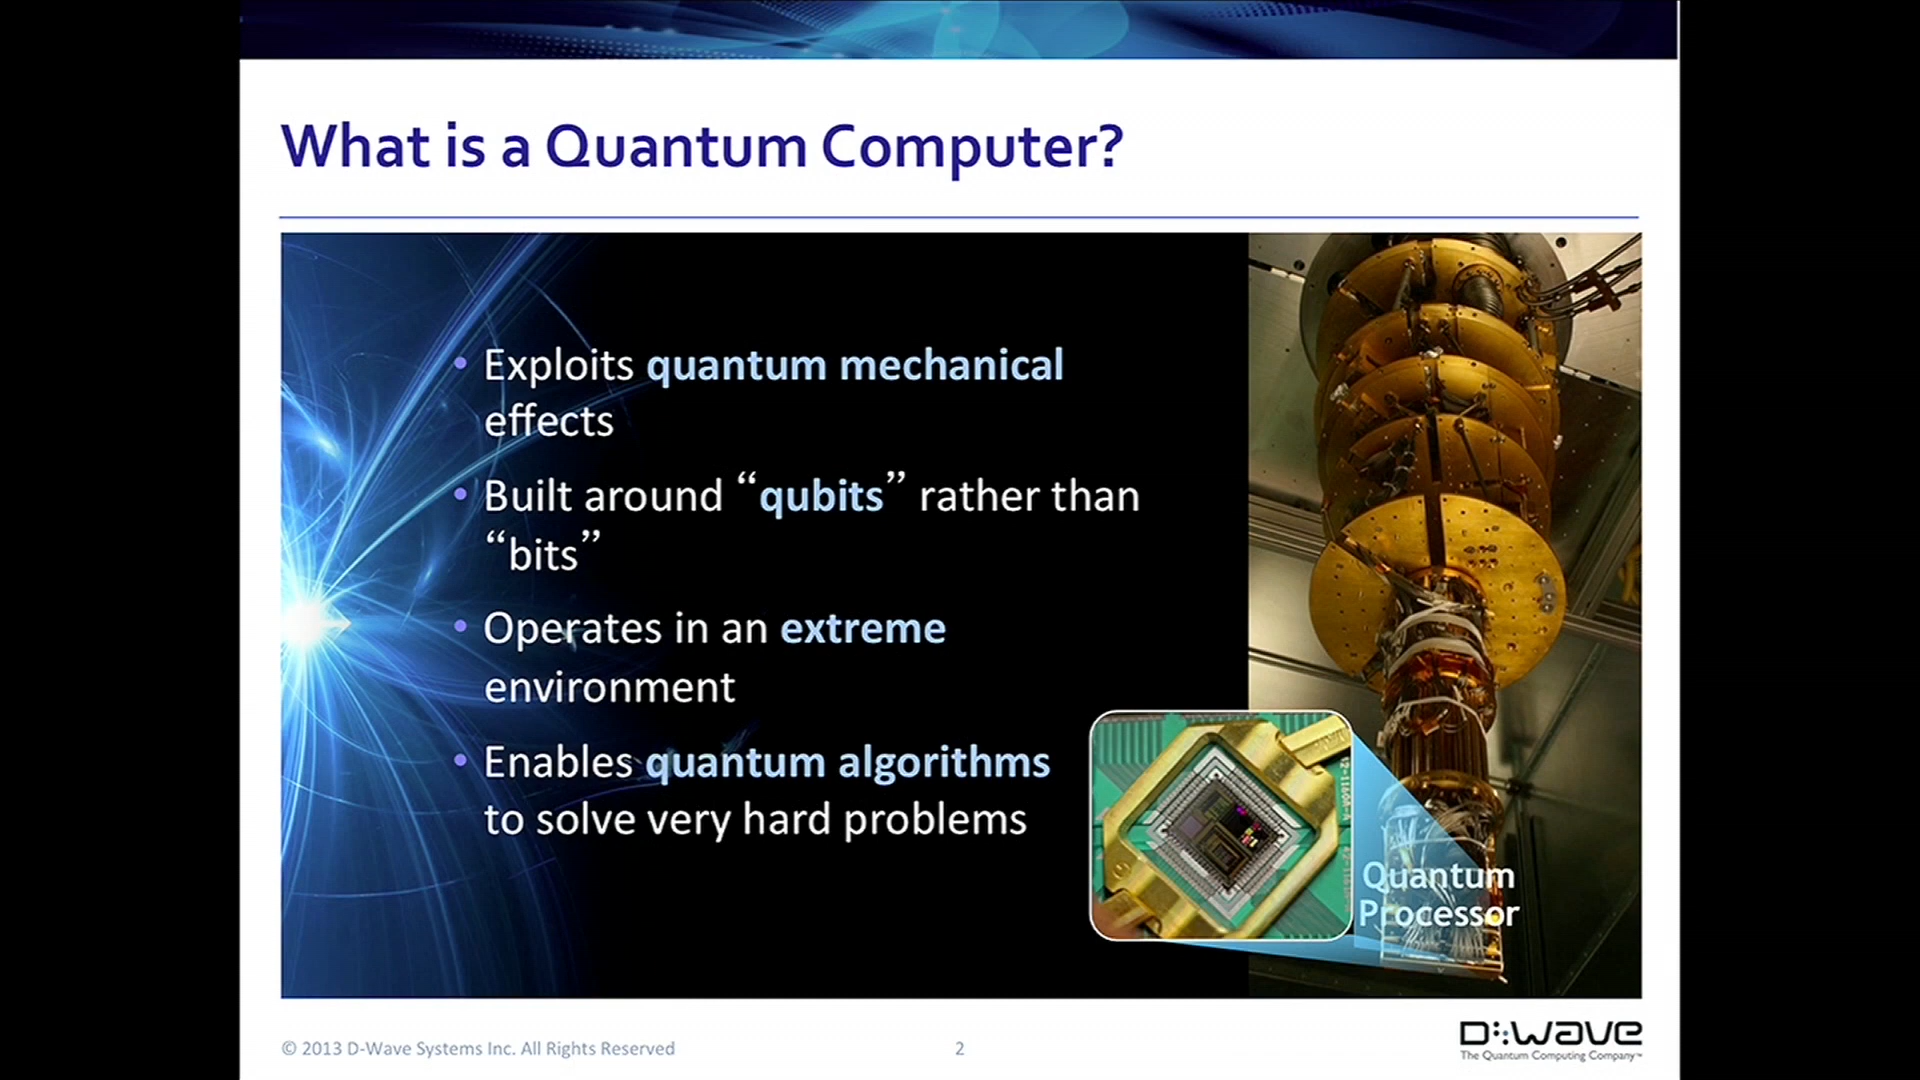 What is a Quantum Computer?
• Exploits quantum mechanical
effects
• Built around “qubits” rather than
“bits”
• Operates in an extreme
environment
• Enables quantum algorithms
to solve very hard problems
Quantum
Processor
© 2013 D-Wave Systems Inc. All Rights Reserved
2
D:wave
The Quantum Computing Company™